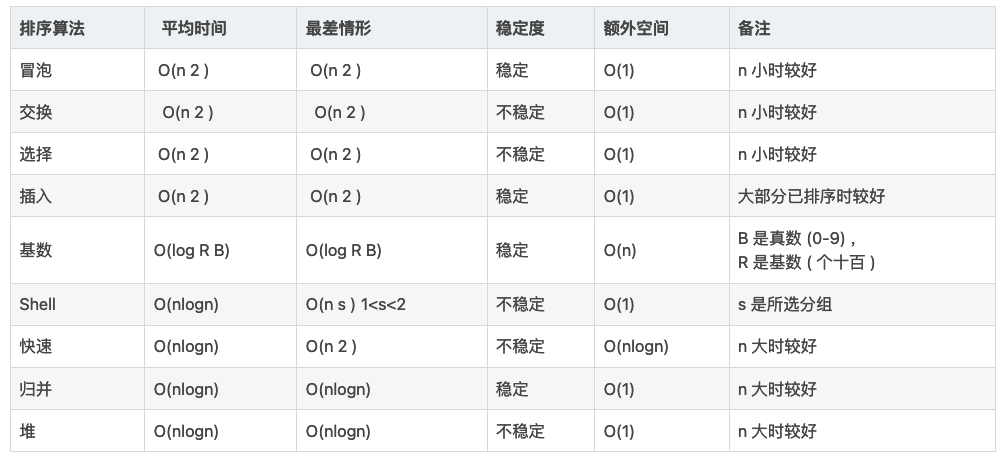 排序算法 平均时间 最差情形 稳定度 额外空间 备注
冒泡 O(n 2 ) O(n 2 ) 稳定 O(1) n 小时较好
交换 O(n 2 ) O(n 2 ) 不稳定 O(1) n 小时较好
选择 O(n 2 ) O(n 2 ) 不稳定 O(1) n 小时较好
插入 O(n 2 ) O(n 2 ) 稳定 O(1) 大部分已排序时较好
基数 O(log R B) O(log R B) 稳定 O(n) B 是真数 (0-9) ，
R 是基数 ( 个十百 )
Shell O(nlogn) O(n s ) 1<s<2 不稳定 O(1) s 是所选分组
快速 O(nlogn) O(n 2 ) 不稳定 O(nlogn) n 大时较好
归并 O(nlogn) O(nlogn) 稳定 O(1) n 大时较好
堆 O(nlogn) O(nlogn) 不稳定 O(1) n 大时较好